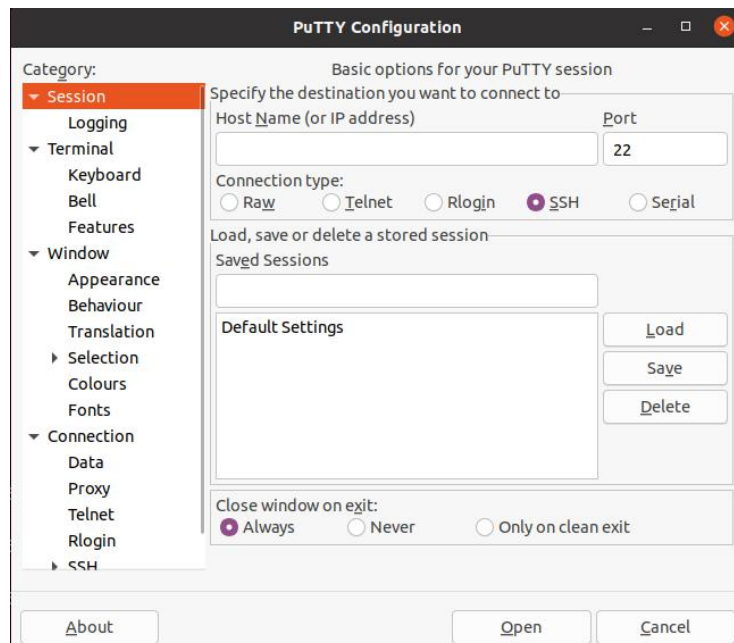 PuTTY Configuration
Category:
Session
Logging
Terminal
Keyboard
Bell
Features
Window
Appearance
Behaviour
Translation
Selection
Colours
Fonts
Connection
Data
Proxy
Telnet
Rlogin
SSH
Basic options for your PuTTY session
Specify the destination you want to connect to
Host Name (or IP address) Port
22
Connection type:
Raw Telnet Rlogin SSH Serial
Load, save or delete a stored session
Saved Sessions
Default Settings
Load
Save
Delete
Close window on exit:
Always Never Only on clean exit
About Open Cancel